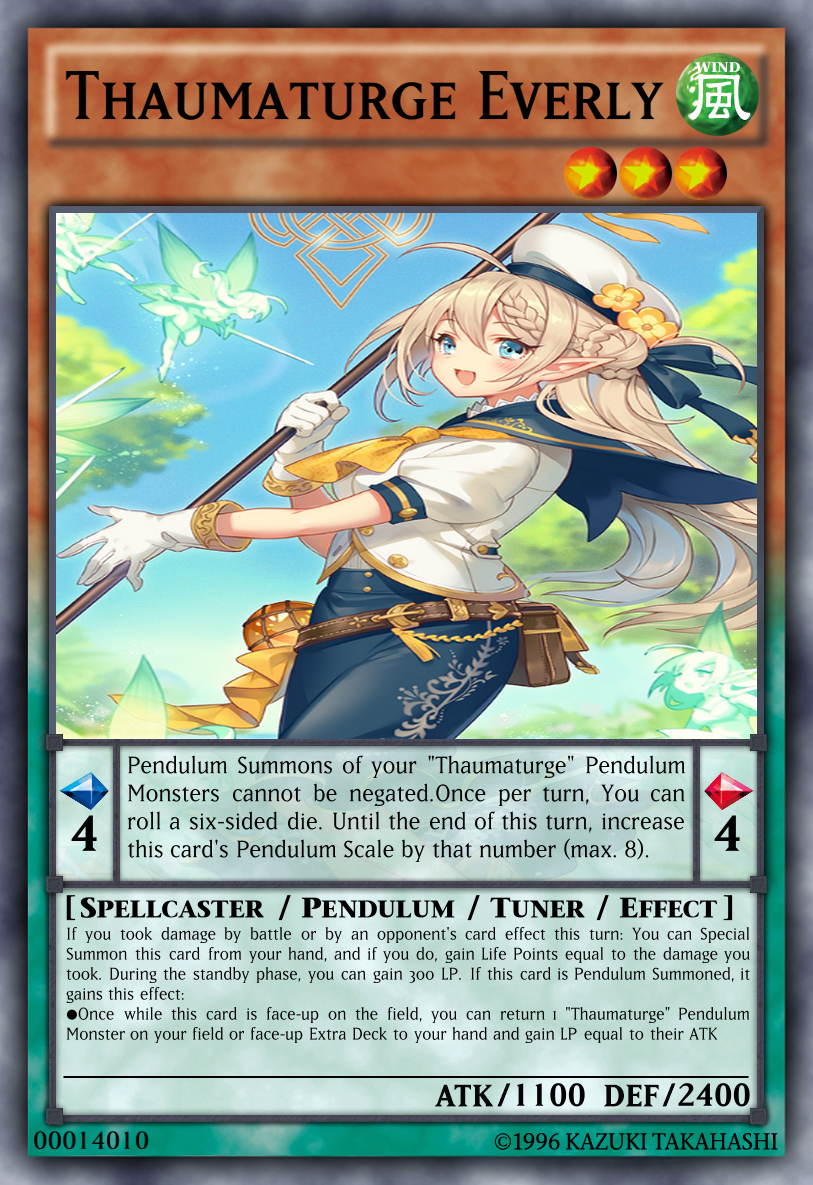 Thaumaturge Everly
WIND
風
Pendulum Summons of your "Thaumaturge" Pendulum
Monsters cannot be negated.Once per turn, You can
roll a six-sided die. Until the end of this turn, increase
this card's Pendulum Scale by that number (max. 8).
4
4
[ Spellcaster / Pendulum / Tuner / Effect ]
If you took damage by battle or by an opponent's card effect this turn: You can Special
Summon this card from your hand, and if you do, gain Life Points equal to the damage you
took. During the standby phase, you can gain 300 LP. If this card is Pendulum Summoned, it
gains this effect:
●Once while this card is face-up on the field, you can return 1 "Thaumaturge" Pendulum
Monster on your field or face-up Extra Deck to your hand and gain LP equal to their ATK
ATK/1100 DEF/2400
00014010
©1996 KAZUKI TAKAHASHI